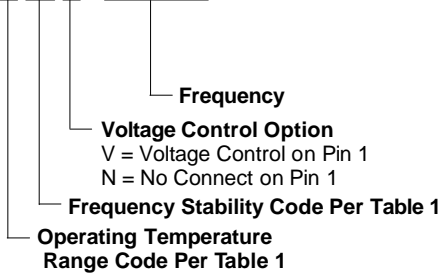 Frequency
Voltage Control Option
V = Voltage Control on Pin 1
N = No Connect on Pin 1
Frequency Stability Code Per Table 1
Operating Temperature
Range Code Per Table 1